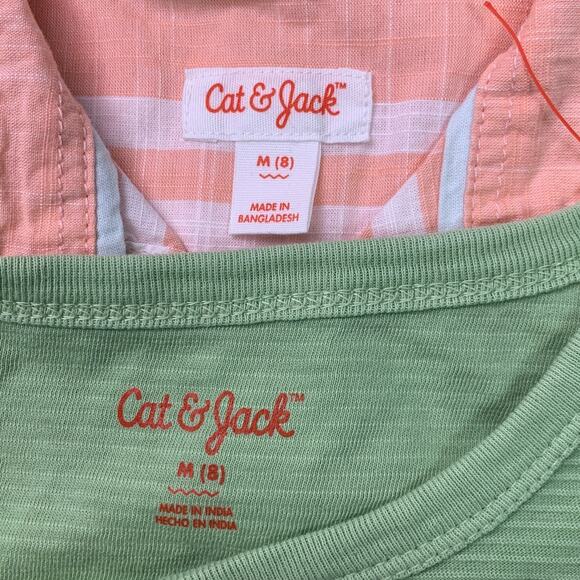 Cat & Jack™
M (8)
MADE IN
BANGLADESH
Cat & Jack™
M (8)
MADE IN INDIA
HECHO EN INDIA